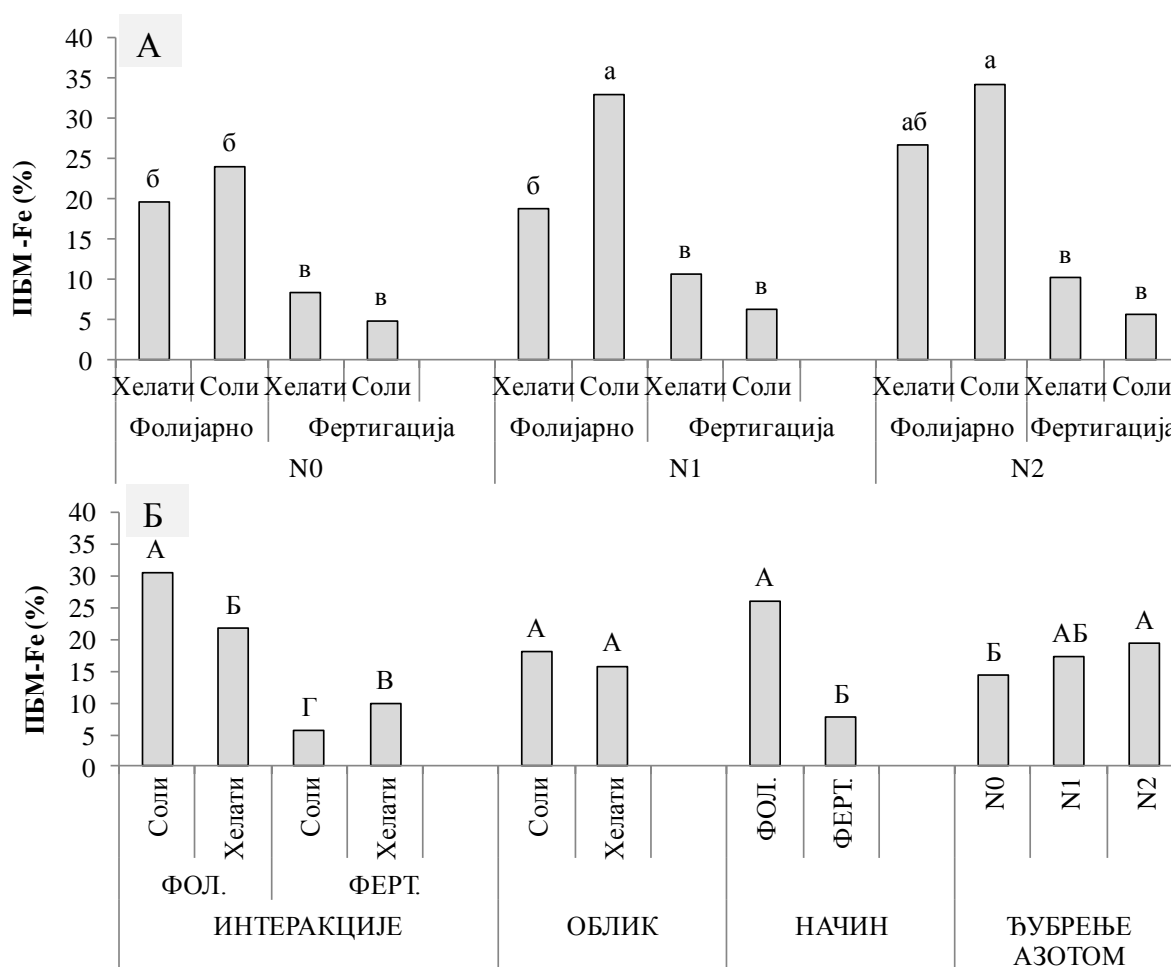 А
ПБМ -Fe (%)
40
35
30
25
20
15
10
5
0
б
б
в
в
б
а
в
в
аб
а
в
в
Хелати Соли Хелати Соли Хелати Соли Хелати Соли Хелати Соли Хелати Соли
Фолијарно Фертигација Фолијарно Фертигација Фолијарно Фертигација
N0 N1 N2
Б
ПБМ-Fe (%)
40
35
30
25
20
15
10
5
0
А
Б
Г
В
А
А
А
Б
Б
АБ
А
Соли Хелати Соли Хелати Соли Хелати ФОЛ. ФЕРТ. N0 N1 N2
ФОЛ. ФЕРТ.
ИНТЕРАКЦИЈЕ ОБЛИК НАЧИН ЂУБРЕЊЕ
АЗОТОМ